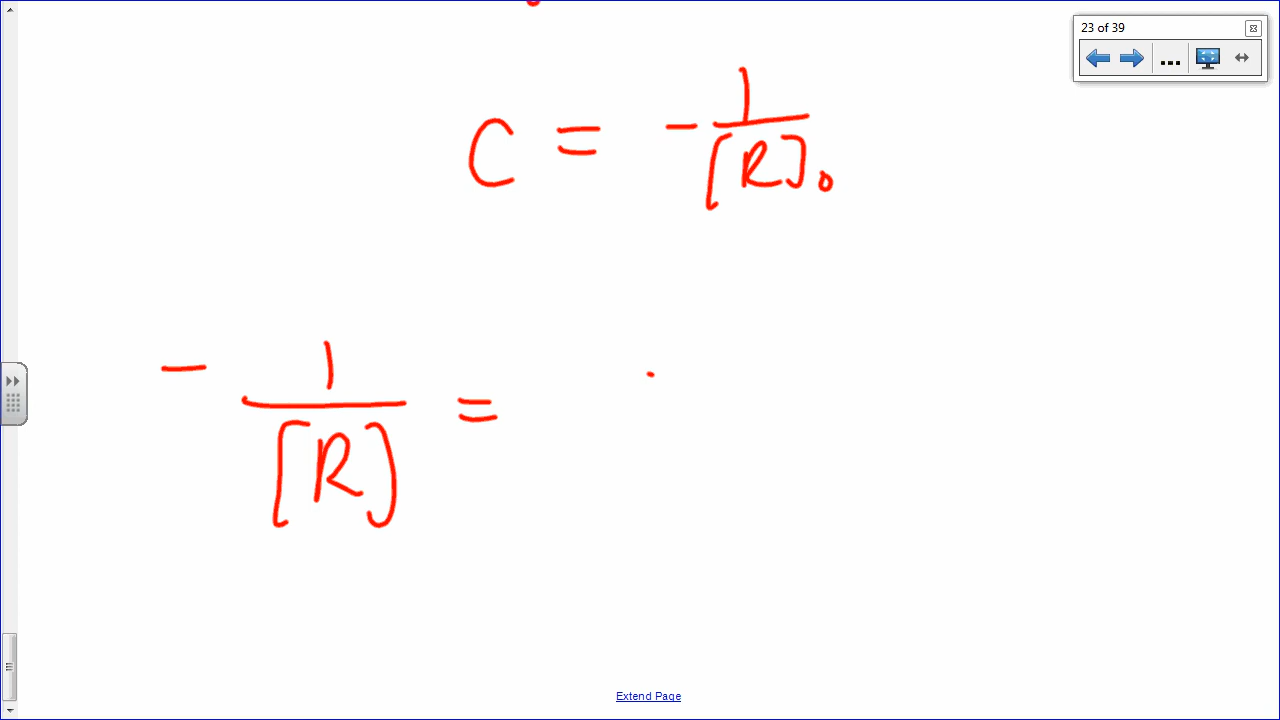 23 of 39
C = - 1/[R]₀
- 1/[R] =
Extend Page